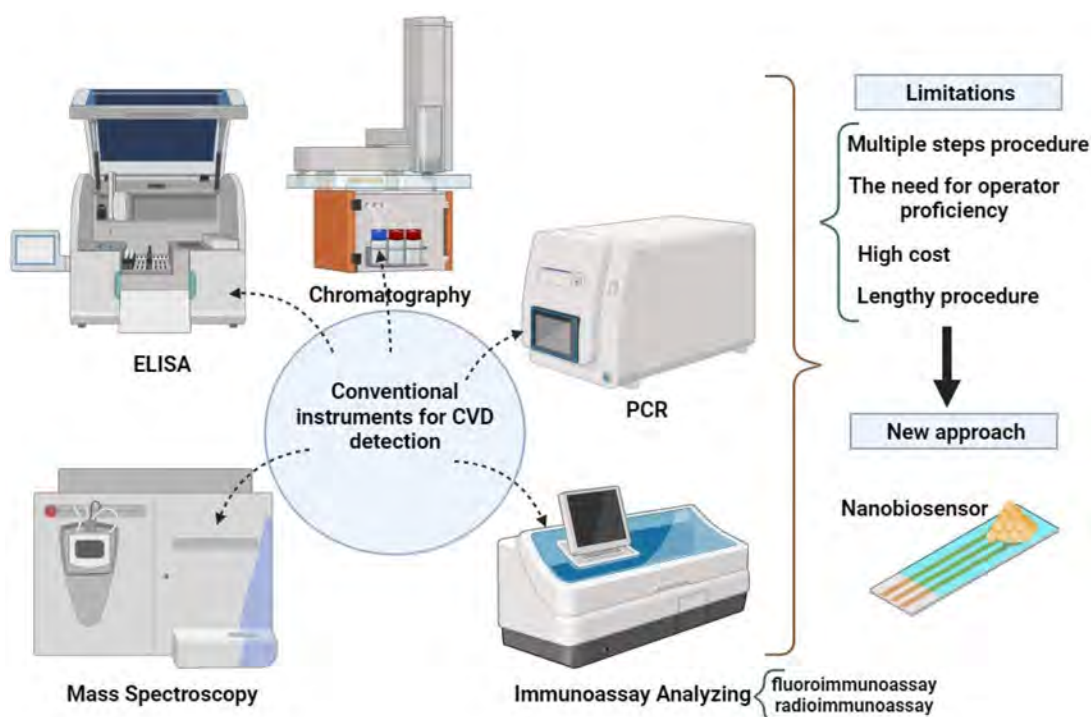 Chromatography
ELISA
Conventional
instruments for CVD
detection
PCR
Mass Spectroscopy
Immunoassay Analyzing
fluoroimmunoassay
radioimmunoassay
Limitations
Multiple steps procedure
The need for operator
proficiency
High cost
Lengthy procedure
New approach
Nanobiosensor